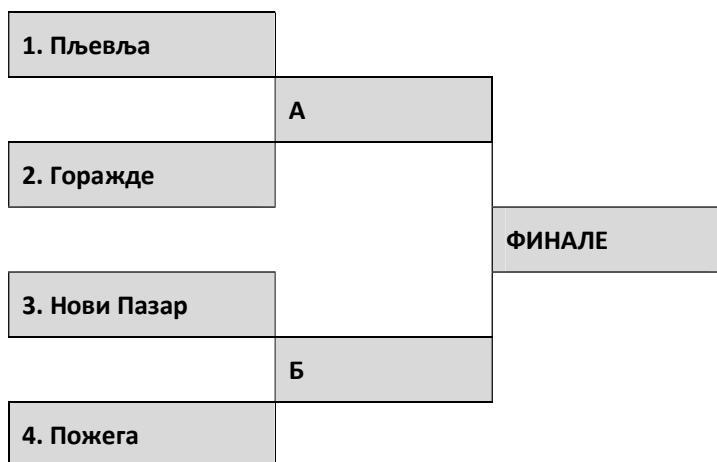 1. Пљевља
А
2. Горажде
ФИНАЛЕ
3. Нови Пазар
Б
4. Пожега